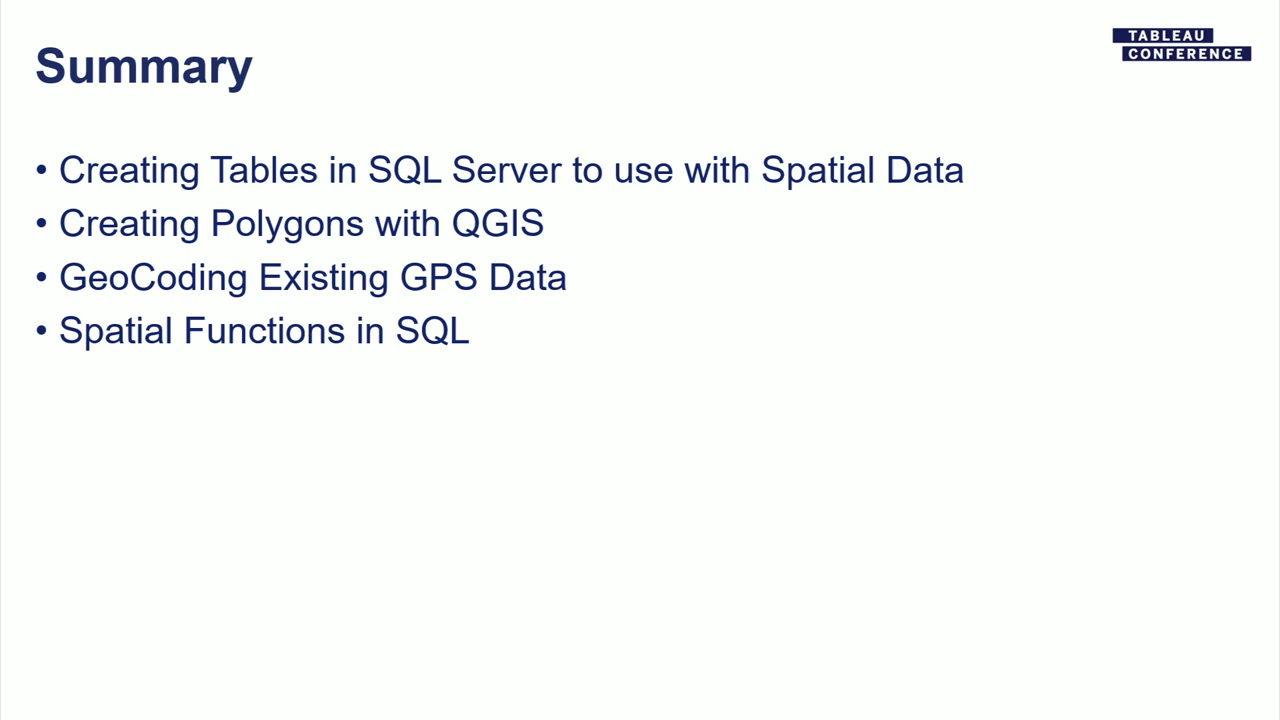 Summary
TABLEAU
CONFERENCE
• Creating Tables in SQL Server to use with Spatial Data
• Creating Polygons with QGIS
• GeoCoding Existing GPS Data
• Spatial Functions in SQL